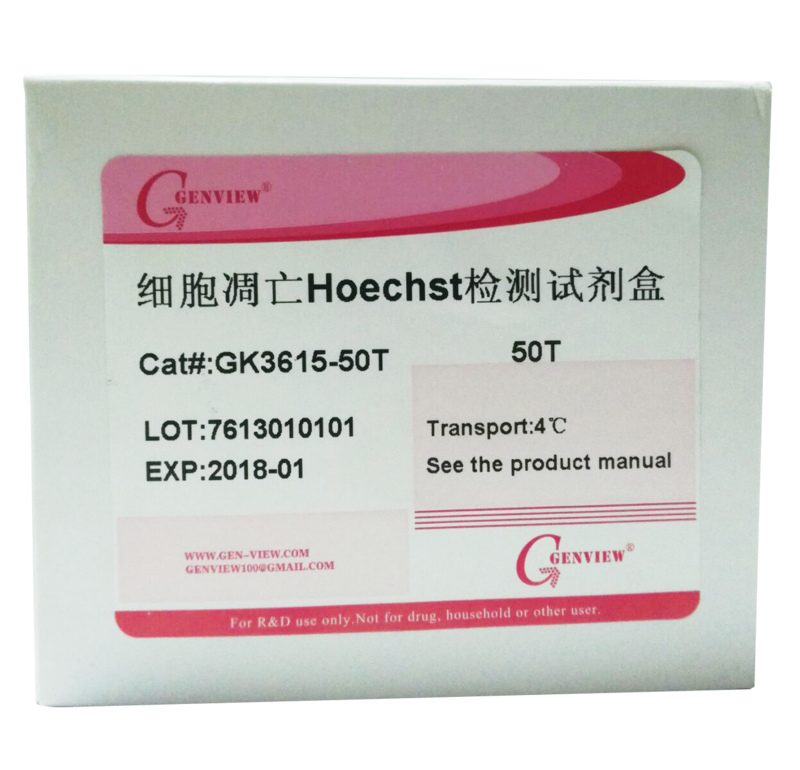 GENVIEW®
细胞凋亡Hoechst检测试剂盒
Cat#:GK3615-50T 50T
LOT:7613010101
EXP:2018-01
Transport:4℃
See the product manual
WWW.GEN-VIEW.COM
GENVIEW100@GMAIL.COM
GENVIEW®
For R&D use only.Not for drug, household or other user.